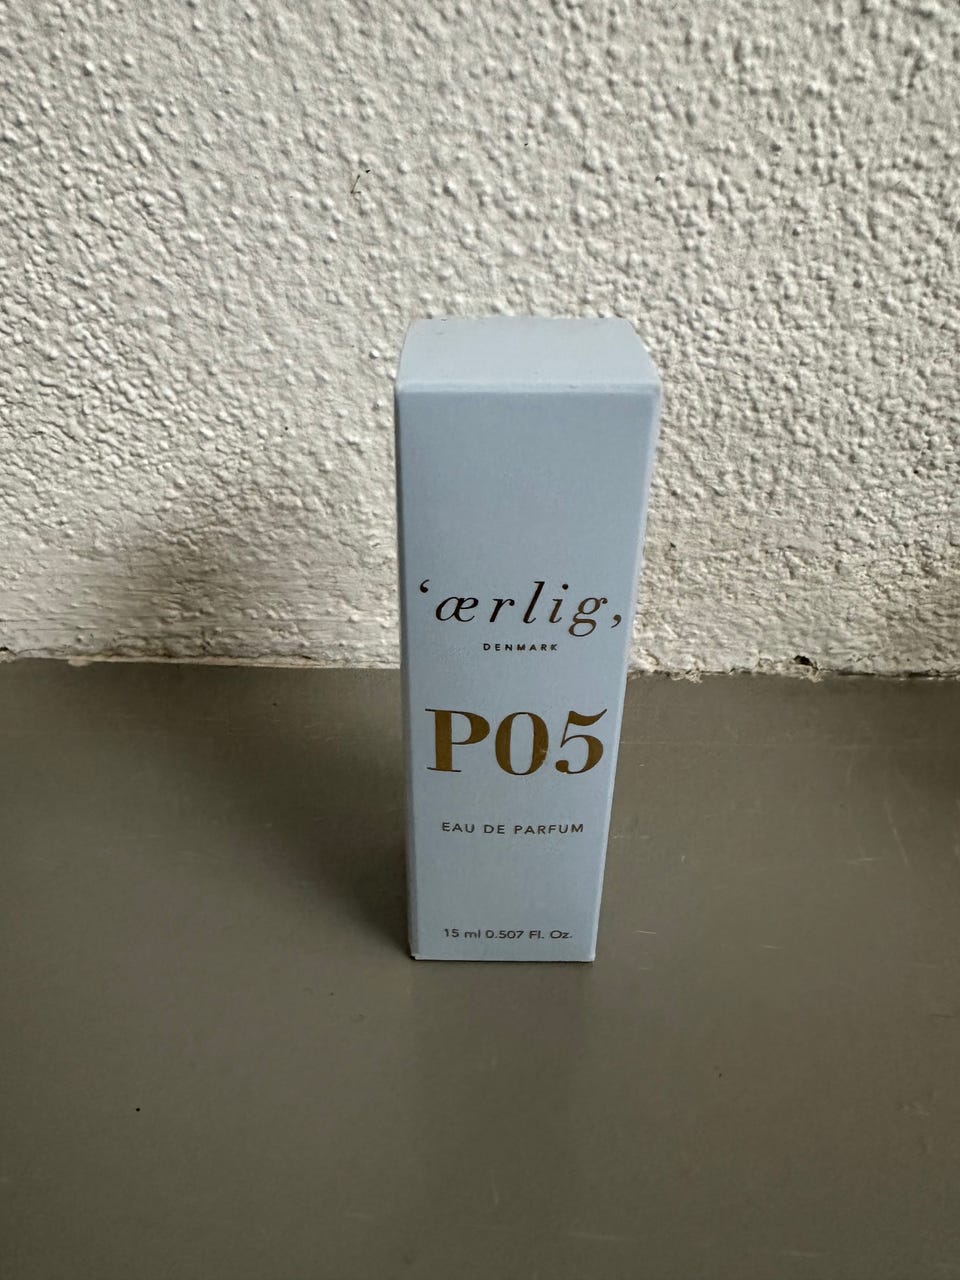 ‘ærlig,
DENMARK
P05
EAU DE PARFUM
15 ml 0.507 Fl. Oz.